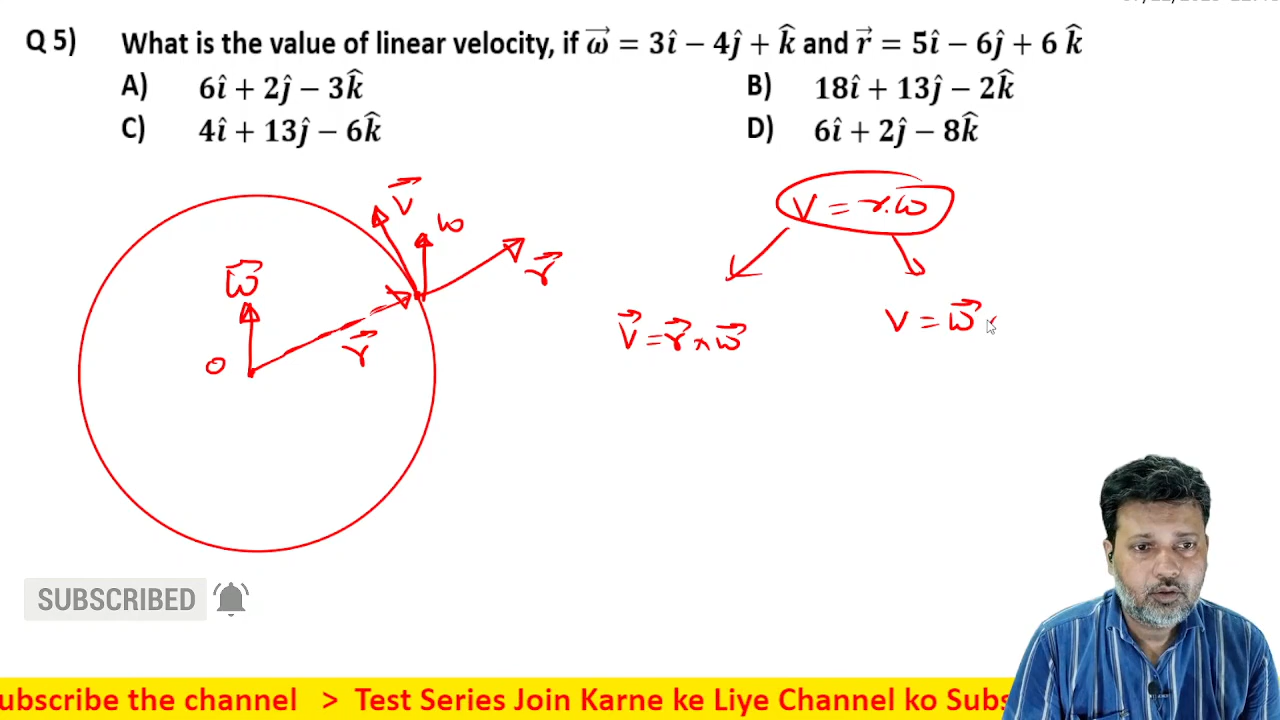 Q 5) What is the value of linear velocity, if ω⃗ = 3î − 4ĵ + k̂ and r⃗ = 5î − 6ĵ + 6 k̂
A) 6î + 2ĵ − 3k̂ B) 18î + 13ĵ − 2k̂
C) 4î + 13ĵ − 6k̂ D) 6î + 2ĵ − 8k̂
v⃗
ω
V = r.ω
ω⃗
r⃗
V = ω⃗
V⃗ = r⃗ × ω⃗
r⃗
O
SUBSCRIBED
ubscribe the channel > Test Series Join Karne ke Liye Channel ko Subs